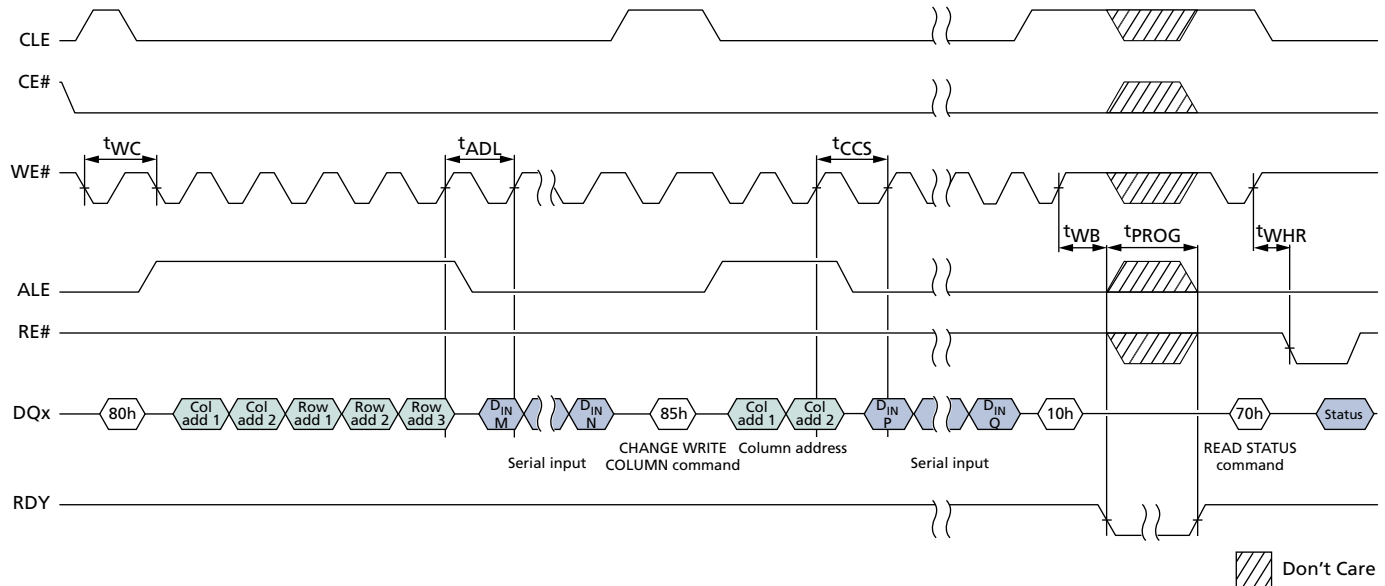 CLE
CE#
tWC
tADL
tCCS
WE#
tWB
tPROG
tWHR
ALE
RE#
DQx
80h
Col add 1
Col add 2
Row add 1
Row add 2
Row add 3
DIN M
DIN N
85h
Col add 1
Col add 2
DIN P
DIN Q
10h
70h
Status
Serial input
CHANGE WRITE
COLUMN command
Column address
Serial input
READ STATUS
command
RDY
Don't Care